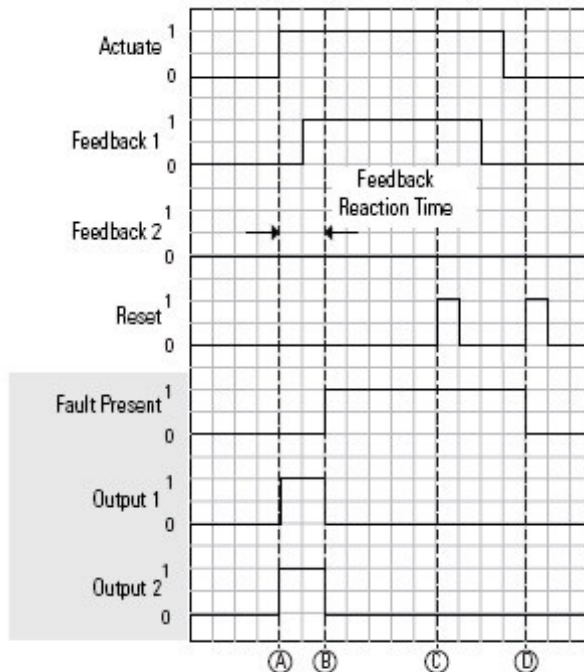 Actuate 1
0
Feedback 1 1
0
Feedback
Reaction Time
Feedback 2 1
0
Reset 1
0
Fault Present 1
0
Output 1 1
0
Output 2 1
0
Ⓐ Ⓑ Ⓒ Ⓓ